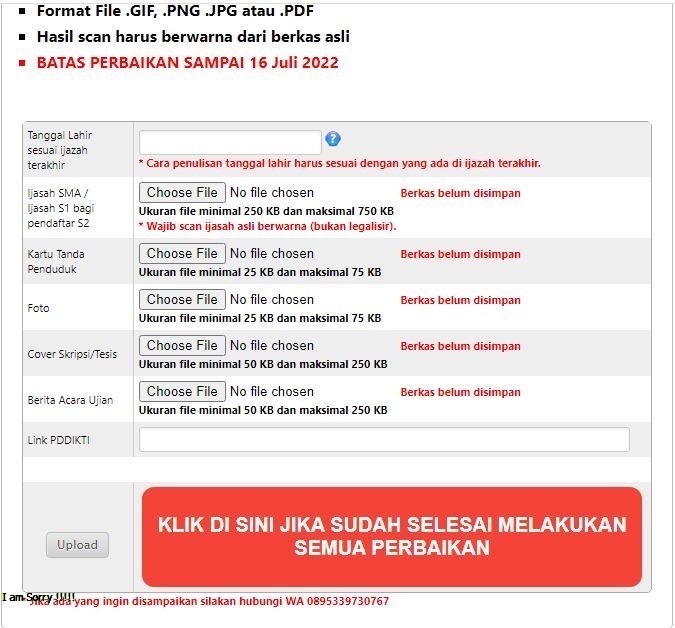 Format File .GIF, .PNG .JPG atau .PDF
Hasil scan harus berwarna dari berkas asli
BATAS PERBAIKAN SAMPAI 16 Juli 2022
Tanggal Lahir
sesuai ijazah
terakhir
?
* Cara penulisan tanggal lahir harus sesuai dengan yang ada di ijazah terakhir.
Ijasah SMA /
Ijasah S1 bagi
pendaftar S2
Choose File No file chosen
Berkas belum disimpan
Ukuran file minimal 250 KB dan maksimal 750 KB
* Wajib scan ijasah asli berwarna (bukan legalisir).
Kartu Tanda
Penduduk
Choose File No file chosen
Berkas belum disimpan
Ukuran file minimal 25 KB dan maksimal 75 KB
Foto
Choose File No file chosen
Berkas belum disimpan
Ukuran file minimal 25 KB dan maksimal 75 KB
Cover Skripsi/Tesis
Choose File No file chosen
Berkas belum disimpan
Ukuran file minimal 50 KB dan maksimal 250 KB
Berita Acara Ujian
Choose File No file chosen
Berkas belum disimpan
Ukuran file minimal 50 KB dan maksimal 250 KB
Link PDDIKTI
Upload
KLIK DI SINI JIKA SUDAH SELESAI MELAKUKAN
SEMUA PERBAIKAN
I am Sorry !!!!!
Jika ada yang ingin disampaikan silakan hubungi WA 0895339730767